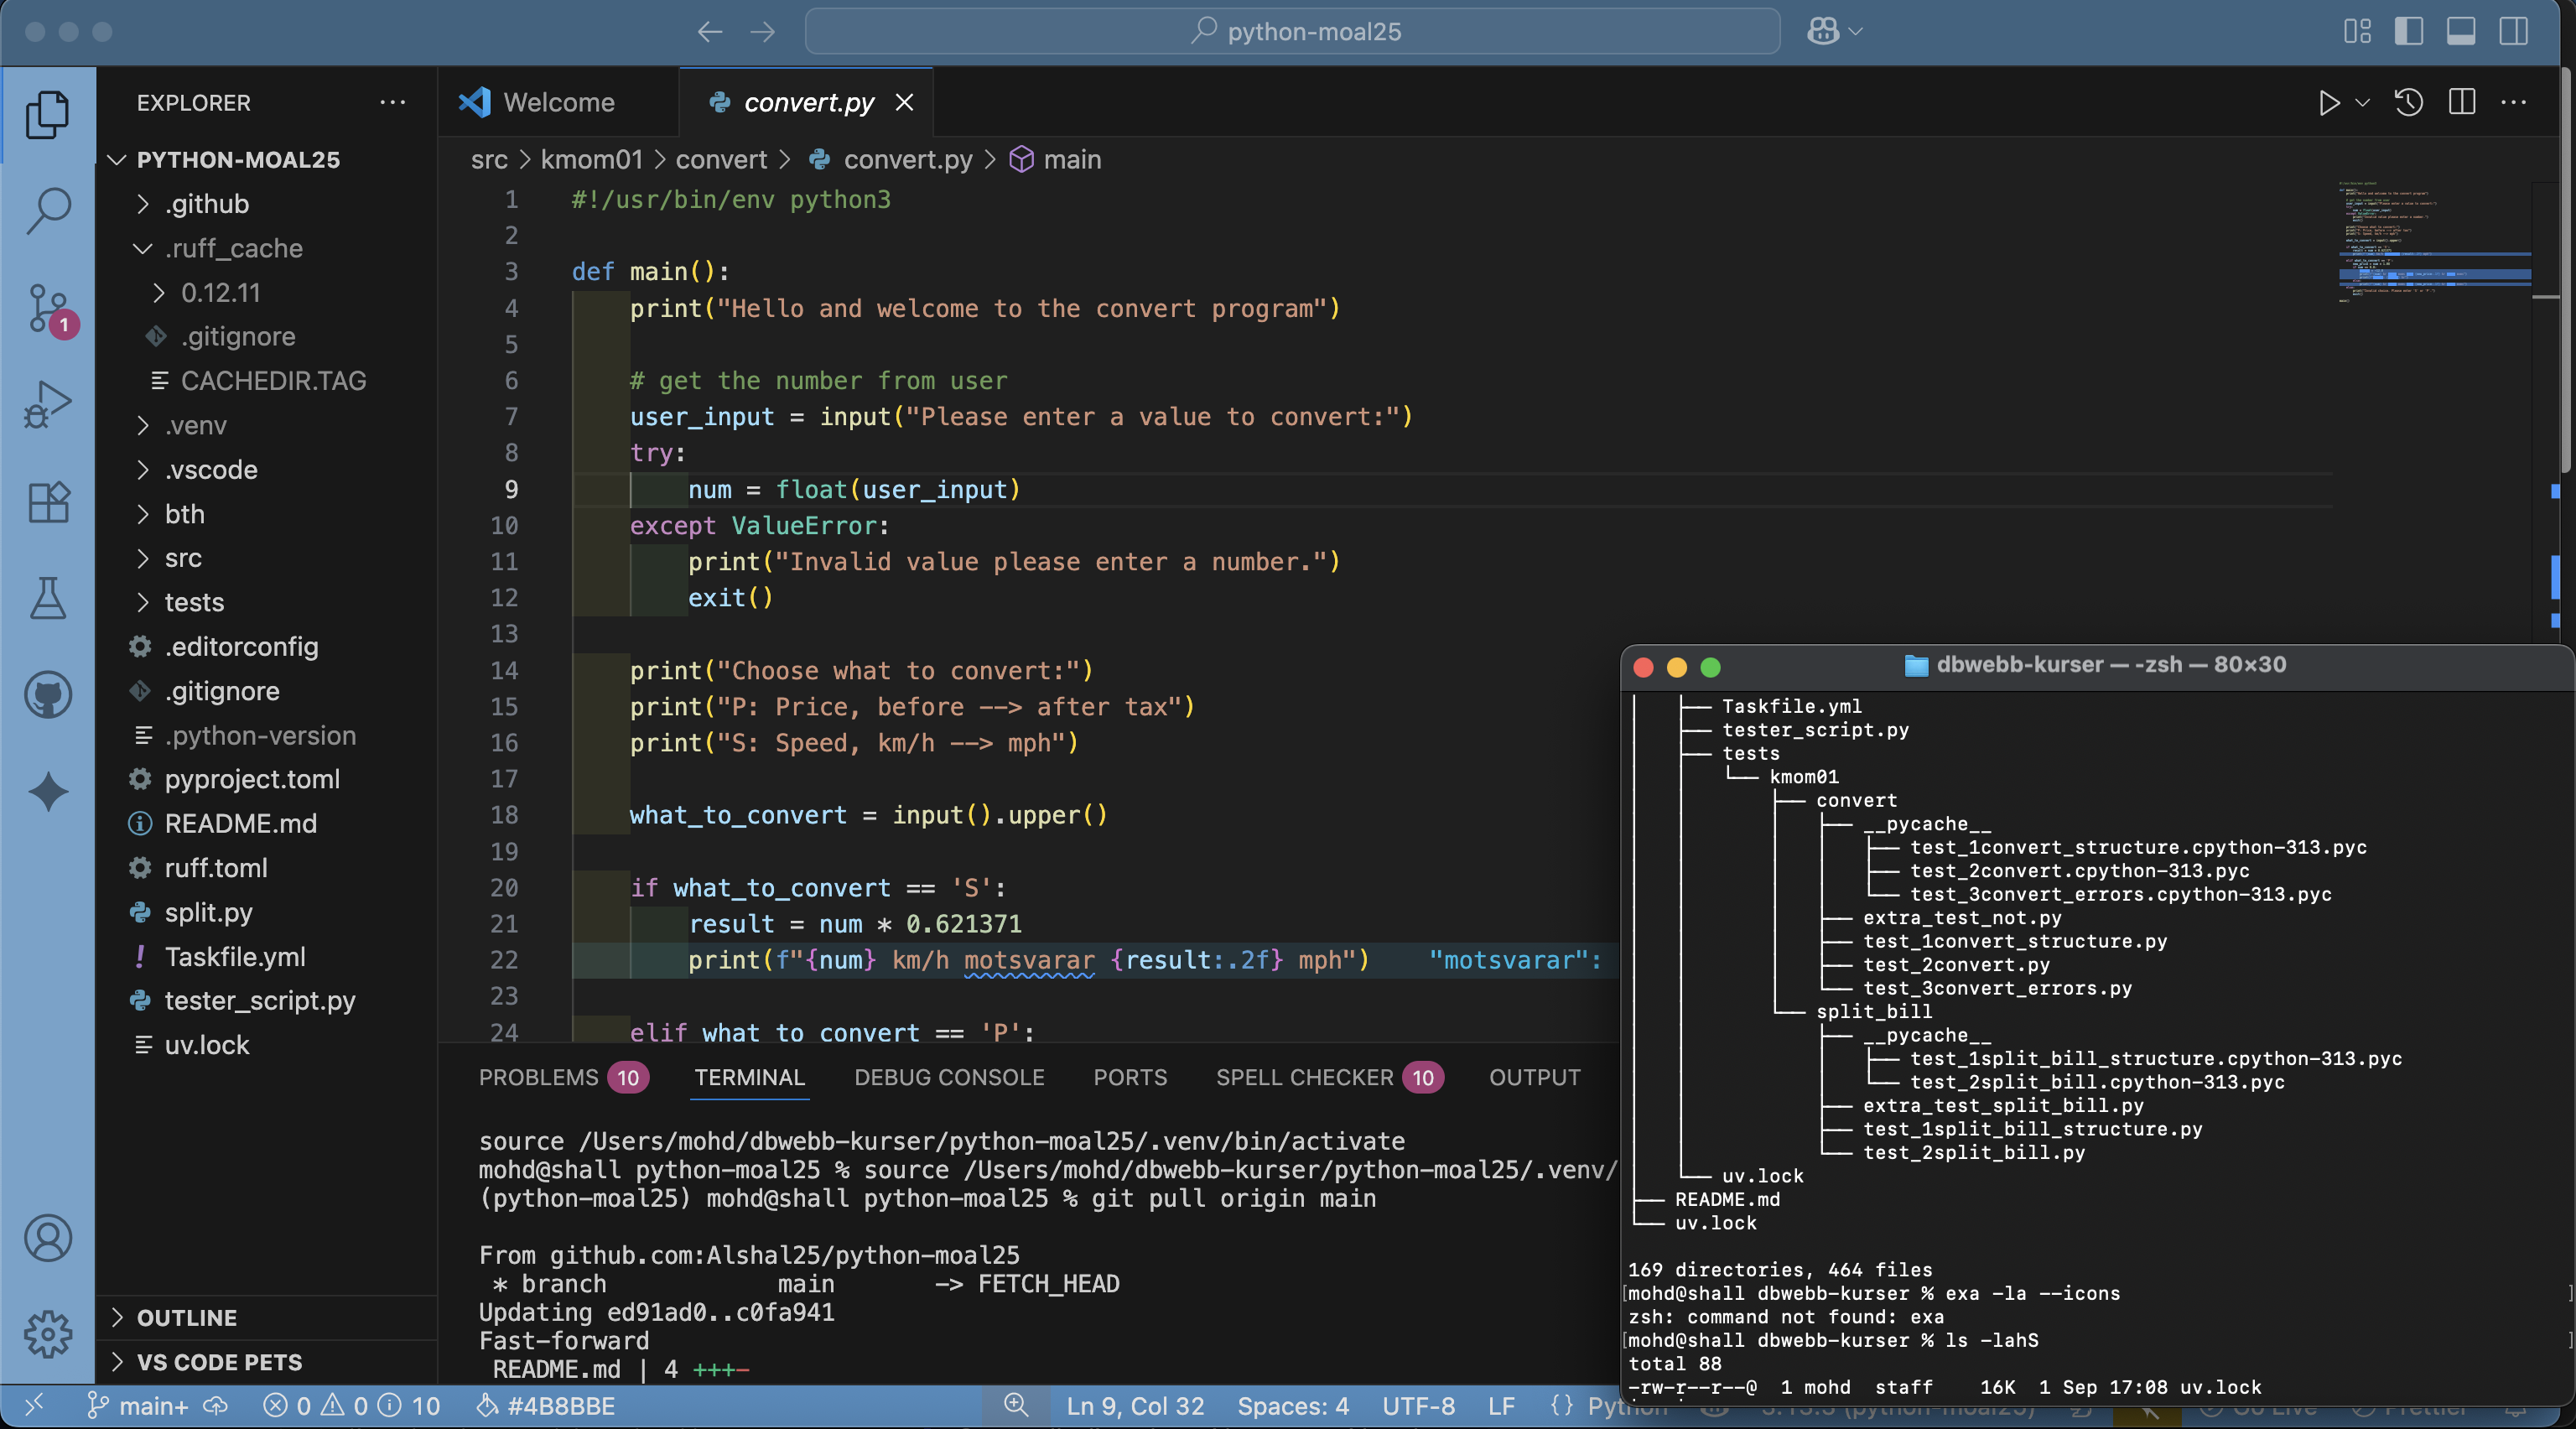 python-moal25
EXPLORER
PYTHON-MOAL25
.github
.ruff_cache
0.12.11
.gitignore
CACHEDIR.TAG
.venv
.vscode
bth
src
tests
.editorconfig
.gitignore
.python-version
pyproject.toml
README.md
ruff.toml
split.py
Taskfile.yml
tester_script.py
uv.lock
OUTLINE
VS CODE PETS
1
Welcome
convert.py
src > kmom01 > convert > convert.py > main
1 #!/usr/bin/env python3
2
3 def main():
4 print("Hello and welcome to the convert program")
5
6 # get the number from user
7 user_input = input("Please enter a value to convert:")
8 try:
9 num = float(user_input)
10 except ValueError:
11 print("Invalid value please enter a number.")
12 exit()
13
14 print("Choose what to convert:")
15 print("P: Price, before --> after tax")
16 print("S: Speed, km/h --> mph")
17
18 what_to_convert = input().upper()
19
20 if what_to_convert == 'S':
21 result = num * 0.621371
22 print(f"{num} km/h motsvarar {result:.2f} mph") "motsvarar":
23
24 elif what_to_convert == 'P':
PROBLEMS 10 TERMINAL DEBUG CONSOLE PORTS SPELL CHECKER 10 OUTPUT
source /Users/mohd/dbwebb-kurser/python-moal25/.venv/bin/activate
mohd@shall python-moal25 % source /Users/mohd/dbwebb-kurser/python-moal25/.venv/
(python-moal25) mohd@shall python-moal25 % git pull origin main
From github.com:Alshal25/python-moal25
* branch main -> FETCH_HEAD
Updating ed91ad0..c0fa941
Fast-forward
README.md | 4 +++-
dbwebb-kurser — -zsh — 80×30
├── Taskfile.yml
├── tester_script.py
├── tests
└── kmom01
├── convert
├── __pycache__
├── test_1convert_structure.cpython-313.pyc
├── test_2convert.cpython-313.pyc
└── test_3convert_errors.cpython-313.pyc
├── extra_test_not.py
├── test_1convert_structure.py
├── test_2convert.py
└── test_3convert_errors.py
└── split_bill
├── __pycache__
├── test_1split_bill_structure.cpython-313.pyc
└── test_2split_bill.cpython-313.pyc
├── extra_test_split_bill.py
├── test_1split_bill_structure.py
└── test_2split_bill.py
└── uv.lock
├── README.md
└── uv.lock
169 directories, 464 files
[mohd@shall dbwebb-kurser % exa -la --icons ]
zsh: command not found: exa
[mohd@shall dbwebb-kurser % ls -lahS ]
total 88
-rw-r--r--@ 1 mohd staff 16K 1 Sep 17:08 uv.lock
main+ 0 0 10 #4B8BBE Ln 9, Col 32 Spaces: 4 UTF-8 LF {} Python